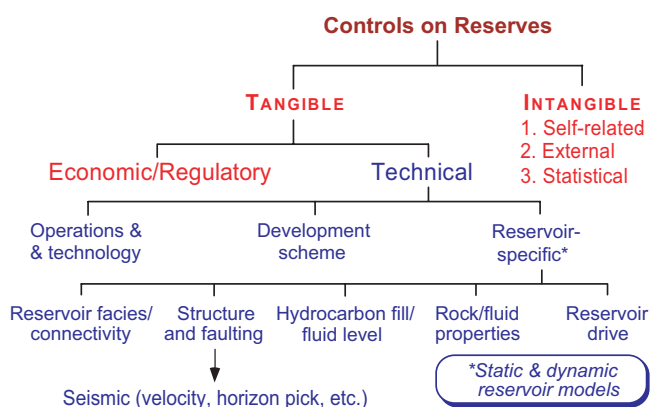 Controls on Reserves
TANGIBLE
INTANGIBLE
1. Self-related
2. External
3. Statistical
Economic/Regulatory
Technical
Operations &
& technology
Development
scheme
Reservoir-
specific*
Reservoir facies/
connectivity
Structure
and faulting
Hydrocarbon fill/
fluid level
Rock/fluid
properties
Reservoir
drive
Seismic (velocity, horizon pick, etc.)
*Static & dynamic
reservoir models